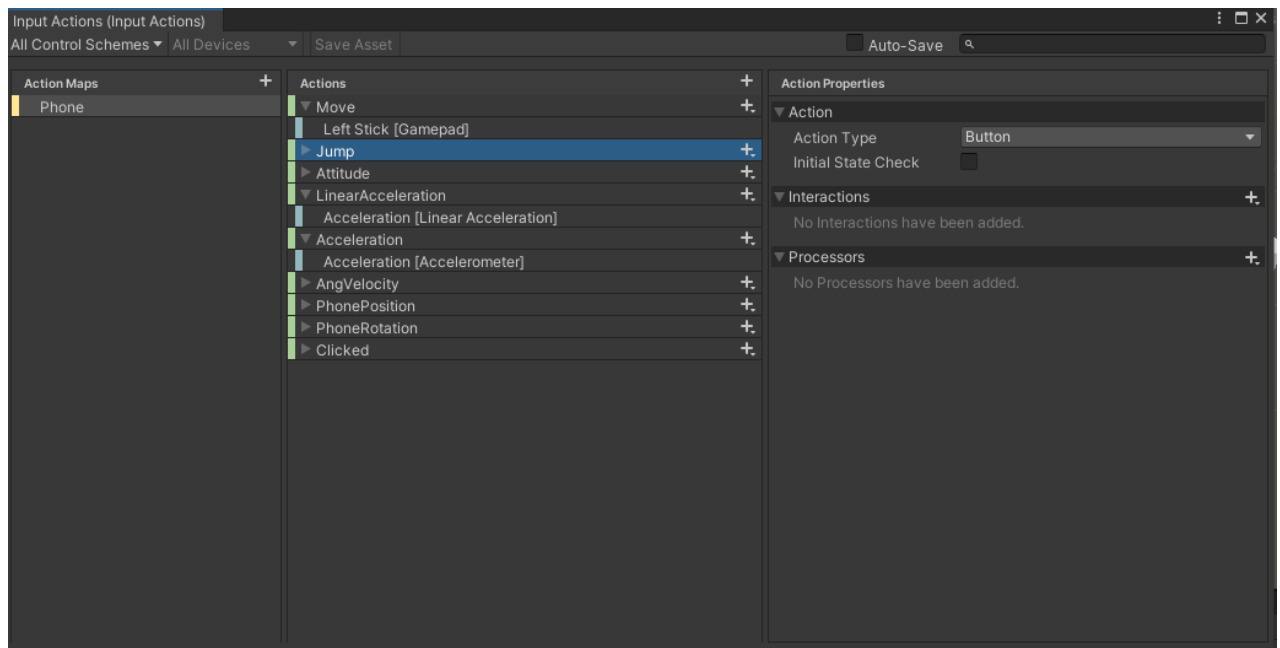 Input Actions (Input Actions)
All Control Schemes All Devices Save Asset Auto-Save
Action Maps
Phone
Actions
Move
Left Stick [Gamepad]
Jump
Attitude
LinearAcceleration
Acceleration [Linear Acceleration]
Acceleration
Acceleration [Accelerometer]
AngVelocity
PhonePosition
PhoneRotation
Clicked
Action Properties
Action
Action Type Button
Initial State Check
Interactions
No Interactions have been added.
Processors
No Processors have been added.